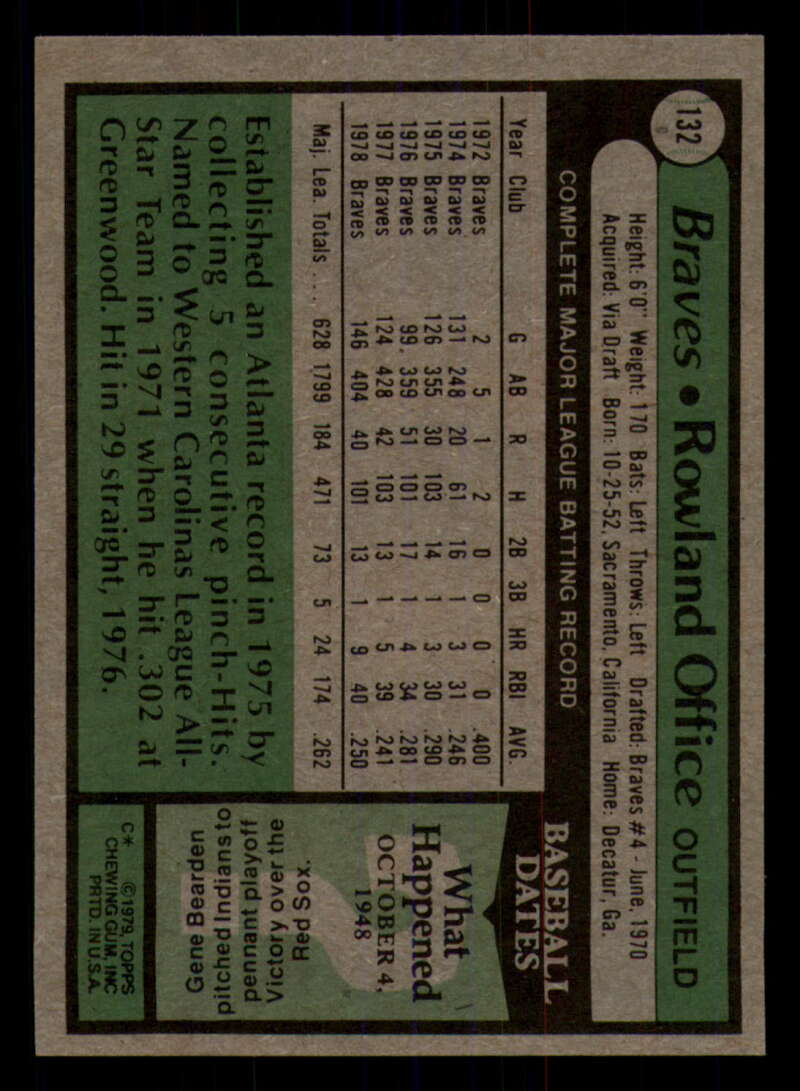 132
Braves • Rowland Office OUTFIELD
Height: 6'0" Weight: 170 Bats: Left Throws: Left Drafted: Braves #4 - June, 1970
Acquired: Via Draft Born: 10-25-52, Sacramento, California Home: Decatur, Ga.
COMPLETE MAJOR LEAGUE BATTING RECORD
Year Club G AB R H 2B 3B HR RBI AVG.
1972 Braves 2 5 1 2 0 0 0 0 .400
1974 Braves 131 248 20 61 16 1 3 31 .246
1975 Braves 126 355 30 103 14 1 3 30 .290
1976 Braves 99 359 51 101 17 1 4 34 .281
1977 Braves 124 428 42 103 13 1 5 39 .241
1978 Braves 146 404 40 101 13 1 9 40 .250
Maj. Lea. Totals . . . 628 1799 184 471 73 5 24 174 .262
Established an Atlanta record in 1975 by
collecting 5 consecutive pinch-Hits.
Named to Western Carolinas League All-
Star Team in 1971 when he hit .302 at
Greenwood. Hit in 29 straight, 1976.
BASEBALL
DATES
What
Happened
OCTOBER 4,
1948
Gene Bearden
pitched Indians to
pennant playoff
Victory over the
Red Sox.
C* ©1979, TOPPS
CHEWING GUM, INC
PRTD. IN U.S.A.